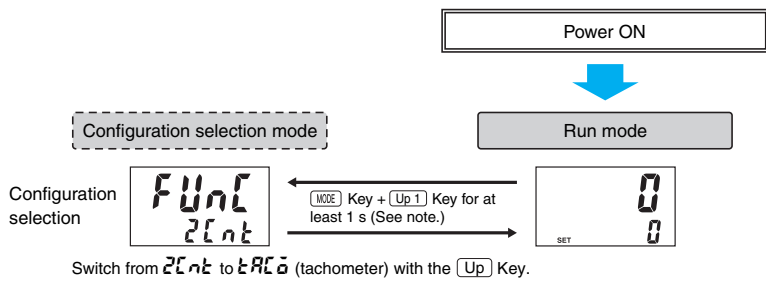 Power ON
Configuration selection mode
Run mode
Configuration
selection
FUnC
2Cnt
MODE Key + Up 1 Key for at
least 1 s (See note.)
0
SET 0
Switch from 2Cnt to tACo (tachometer) with the Up Key.